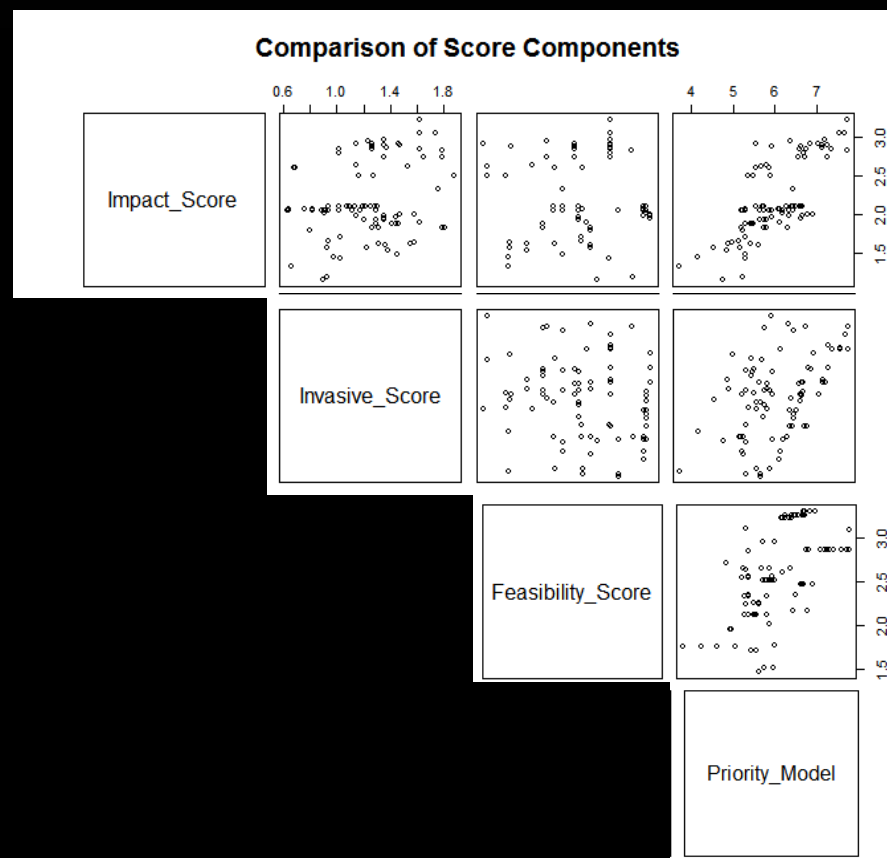 Comparison of Score Components
0.6 1.0 1.4 1.8 4 5 6 7
Impact_Score
3.0
2.5
2.0
1.5
Invasive_Score
Feasibility_Score
3.0
2.5
2.0
1.5
Priority_Model